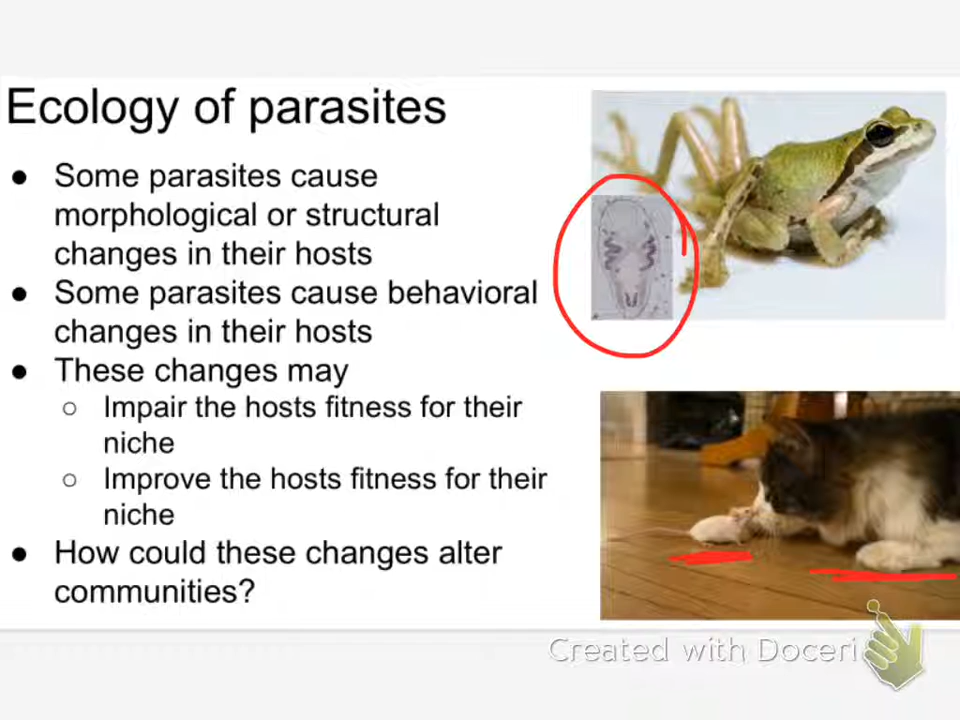 Ecology of parasites
● Some parasites cause
morphological or structural
changes in their hosts
● Some parasites cause behavioral
changes in their hosts
● These changes may
○ Impair the hosts fitness for their
niche
○ Improve the hosts fitness for their
niche
● How could these changes alter
communities?
Created with Doceri